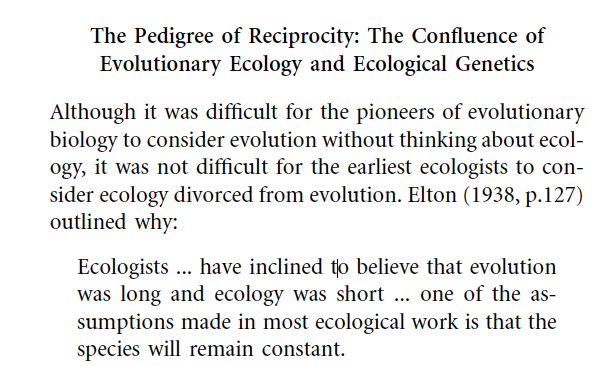 The Pedigree of Reciprocity: The Confluence of
Evolutionary Ecology and Ecological Genetics
Although it was difficult for the pioneers of evolutionary
biology to consider evolution without thinking about ecol-
ogy, it was not difficult for the earliest ecologists to con-
sider ecology divorced from evolution. Elton (1938, p.127)
outlined why:
Ecologists ... have inclined to believe that evolution
was long and ecology was short ... one of the as-
sumptions made in most ecological work is that the
species will remain constant.